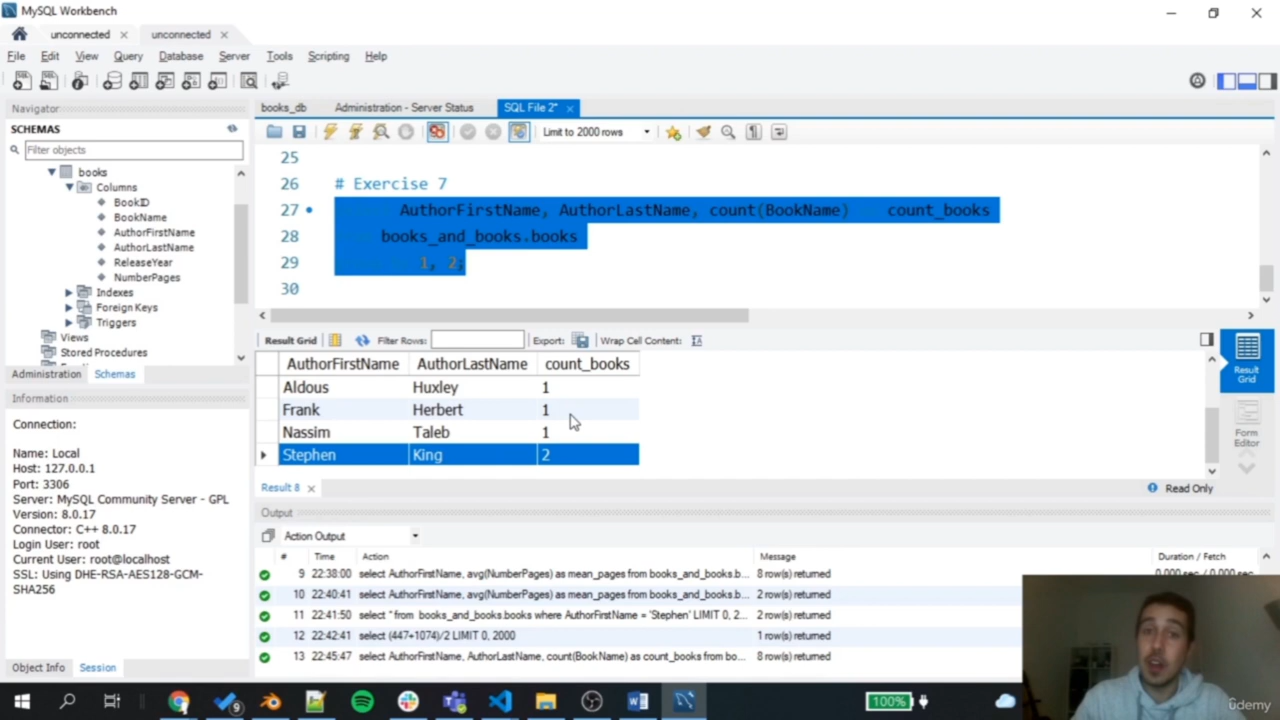 MySQL Workbench
unconnected
unconnected
File Edit View Query Database Server Tools Scripting Help
Navigator
SCHEMAS
Filter objects
books
Columns
BookID
BookName
AuthorFirstName
AuthorLastName
ReleaseYear
NumberPages
Indexes
Foreign Keys
Triggers
Views
Stored Procedures
Administration Schemas
Information
Connection:
Name: Local
Host: 127.0.0.1
Port: 3306
Server: MySQL Community Server - GPL
Version: 8.0.17
Connector: C++ 8.0.17
Login User: root
Current User: root@localhost
SSL: Using DHE-RSA-AES128-GCM-
SHA256
Object Info Session
books_db Administration - Server Status SQL File 2*
Limit to 2000 rows
25
26 # Exercise 7
27 AuthorFirstName, AuthorLastName, count(BookName) count_books
28 books_and_books.books
29 1, 2;
30
Result Grid Filter Rows: Export: Wrap Cell Content:
AuthorFirstName AuthorLastName count_books
Aldous Huxley 1
Frank Herbert 1
Nassim Taleb 1
Stephen King 2
Result Grid
Form Editor
Result 8 Read Only
Output
Action Output
# Time Action Message Duration / Fetch
9 22:38:00 select AuthorFirstName, avg(NumberPages) as mean_pages from books_and_books.b... 8 row(s) returned 0.000 sec / 0.000 sec
10 22:40:41 select AuthorFirstName, avg(NumberPages) as mean_pages from books_and_books.b... 2 row(s) returned
11 22:41:50 select * from books_and_books.books where AuthorFirstName = 'Stephen' LIMIT 0, 2... 2 row(s) returned
12 22:42:41 select (447+1074)/2 LIMIT 0, 2000 1 row(s) returned
13 22:45:47 select AuthorFirstName, AuthorLastName, count(BookName) as count_books from bo... 8 row(s) returned
9
100%
ûdemy